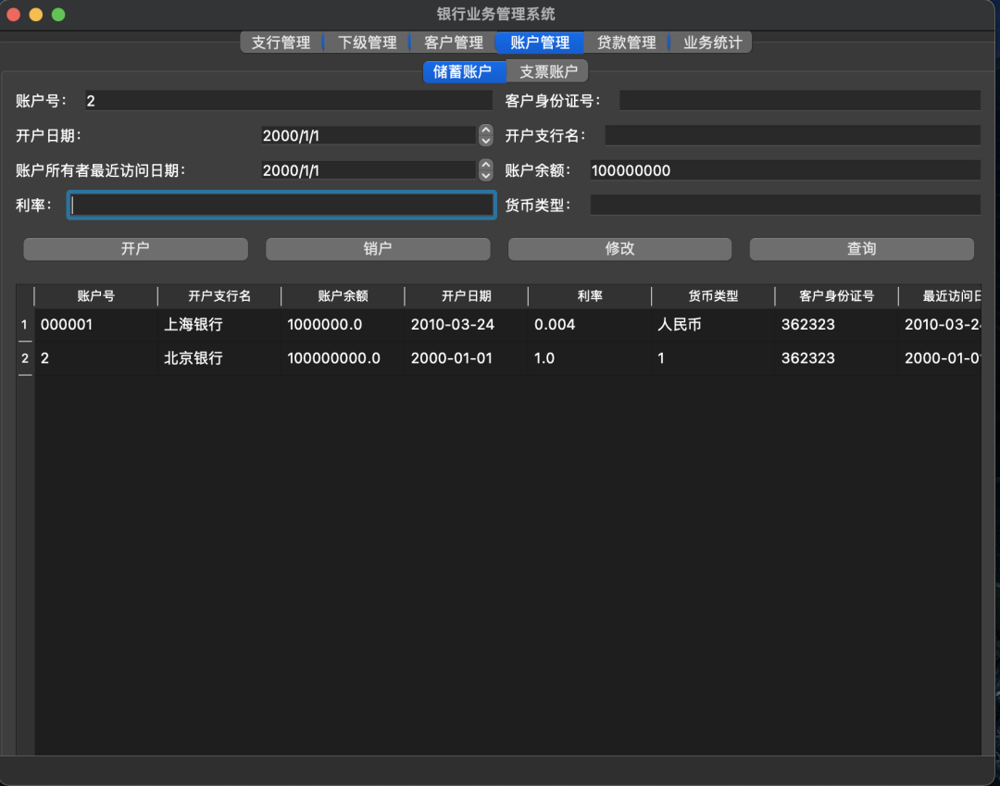 银行业务管理系统
支行管理 下级管理 客户管理 账户管理 贷款管理 业务统计
储蓄账户 支票账户
账户号： 2 客户身份证号：
开户日期： 2000/1/1 开户支行名：
账户所有者最近访问日期： 2000/1/1 账户余额： 100000000
利率： 货币类型：
开户 销户 修改 查询
账户号 开户支行名 账户余额 开户日期 利率 货币类型 客户身份证号 最近访问日
1 000001 上海银行 1000000.0 2010-03-24 0.004 人民币 362323 2010-03-24
2 2 北京银行 100000000.0 2000-01-01 1.0 1 362323 2000-01-01